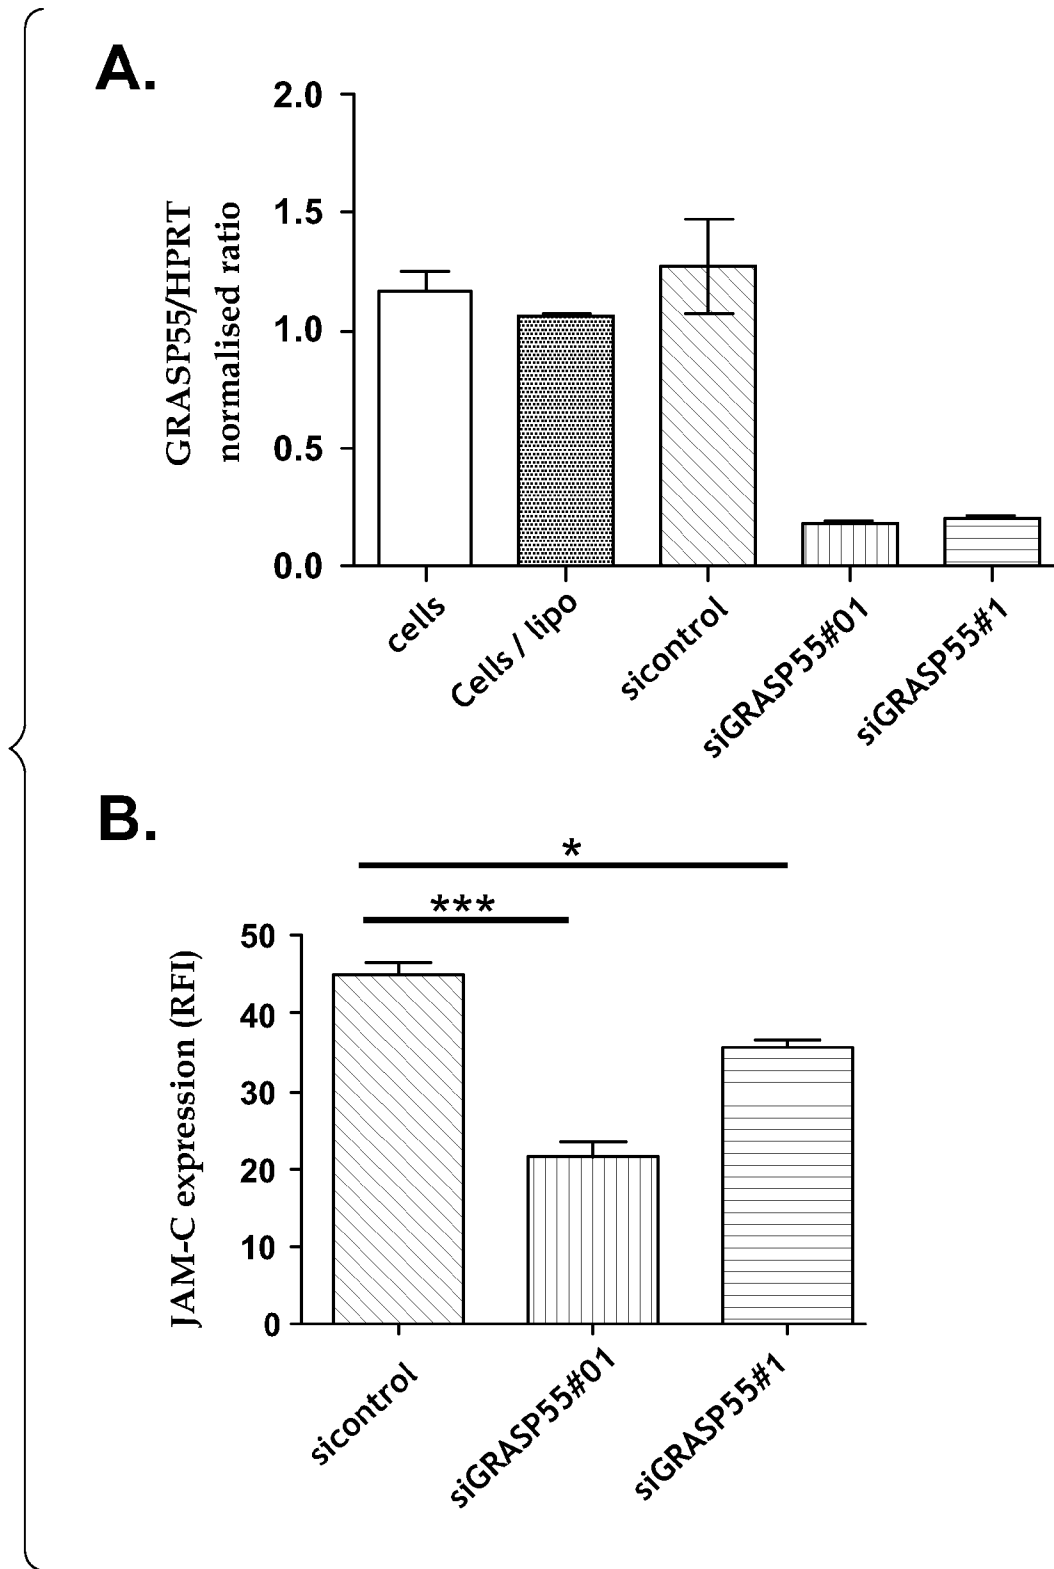 A.
GRASP55/HPRT
normalised ratio
2.0
1.5
1.0
0.5
0.0
cells
Cells / lipo
sicontrol
siGRASP55#01
siGRASP55#1
B.
*
***
JAM-C expression (RFI)
50
40
30
20
10
0
sicontrol
siGRASP55#01
siGRASP55#1